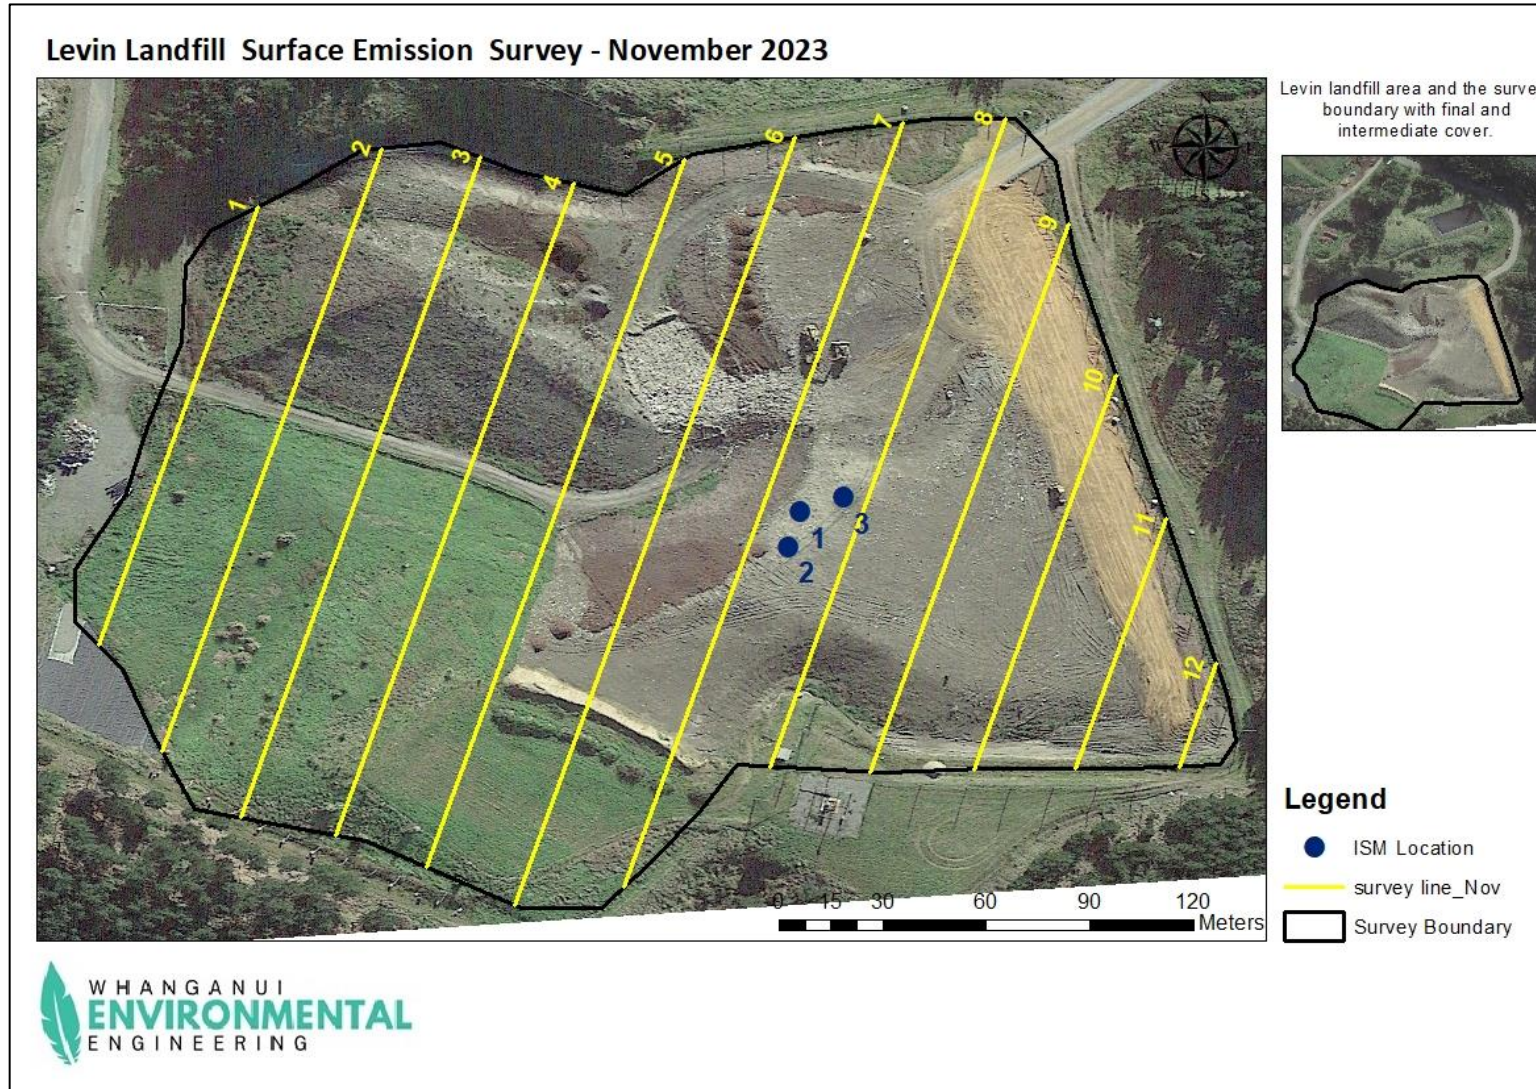 Levin Landfill Surface Emission Survey - November 2023
Levin landfill area and the
boundary with final and
intermediate cover.
1
2
3
4
5
6
7
8
9
10
11
12
1
2
3
0 15 30 60 90 120
Meters
Legend
ISM Location
survey line_Nov
Survey Boundary
WHANGANUI
ENVIRONMENTAL
ENGINEERING